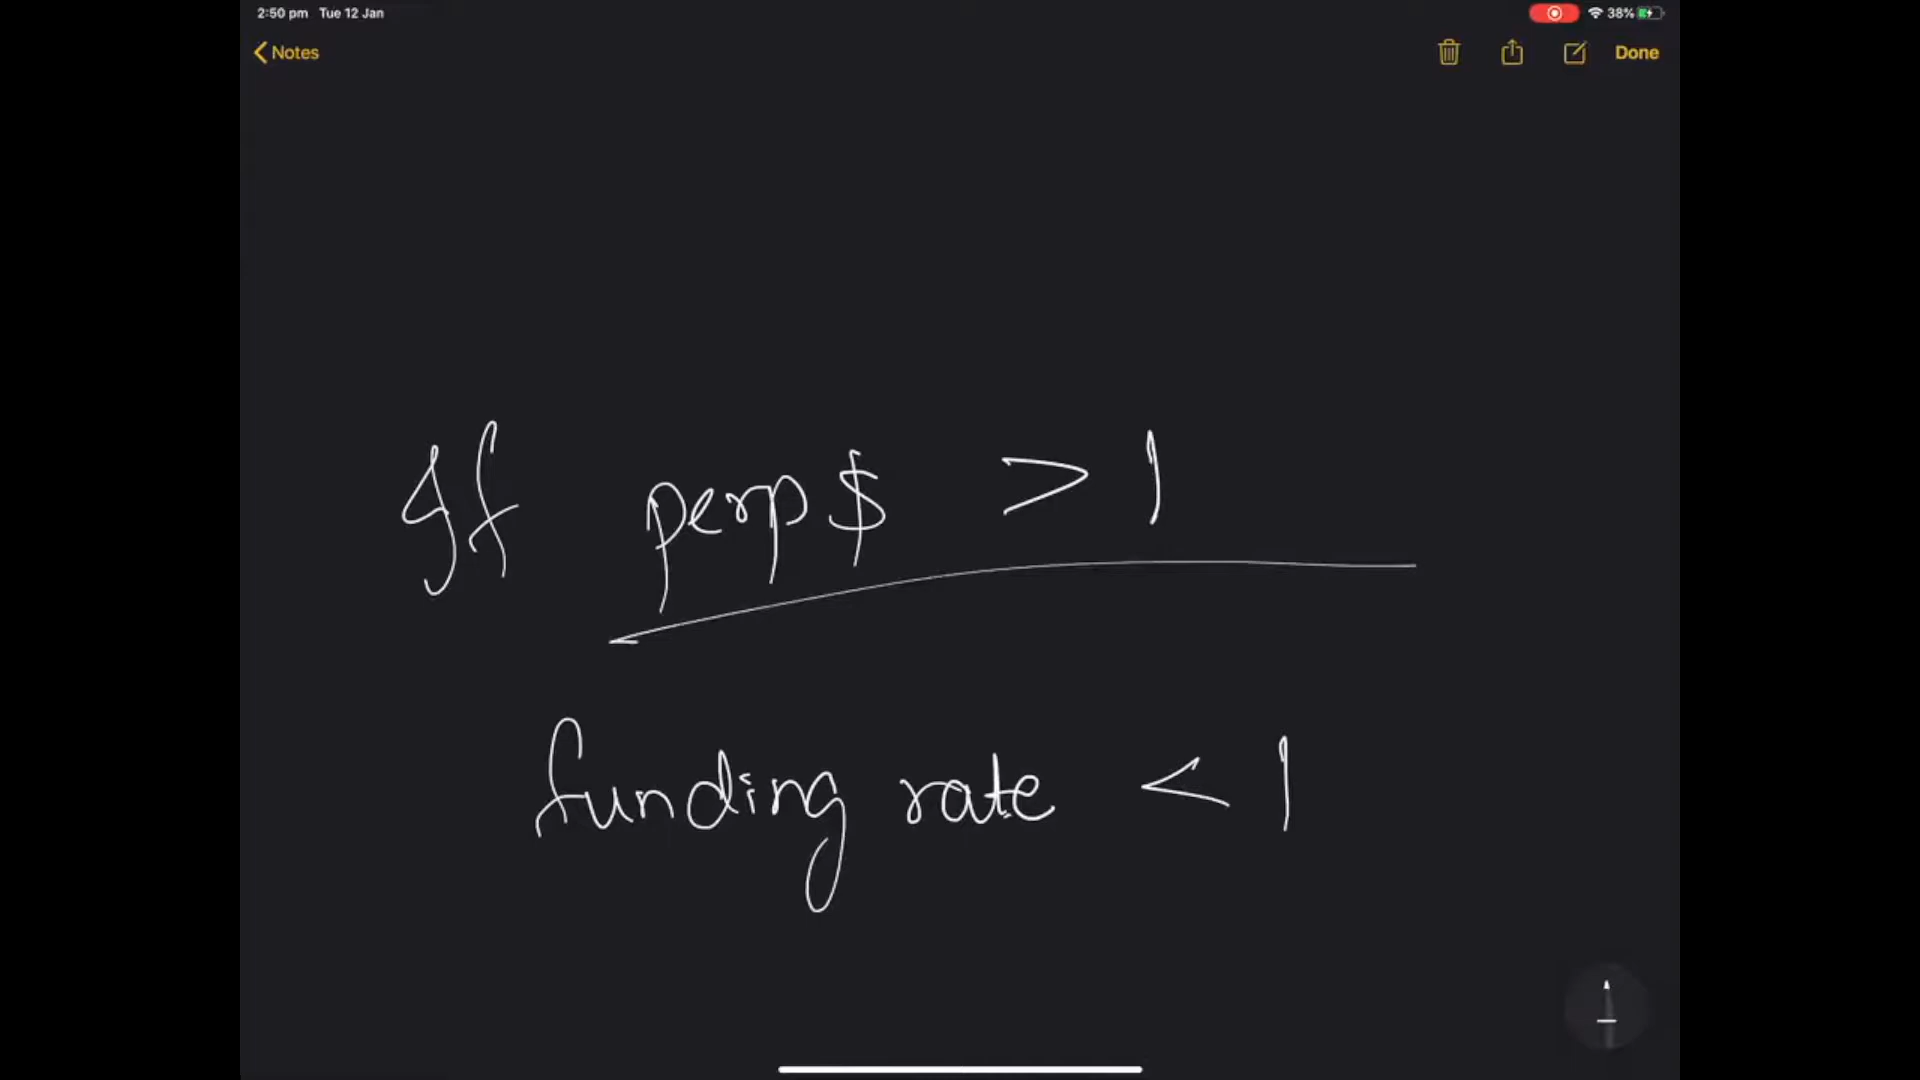 2:50 pm Tue 12 Jan 38%
Notes Done
If perp$ > 1
funding rate < 1